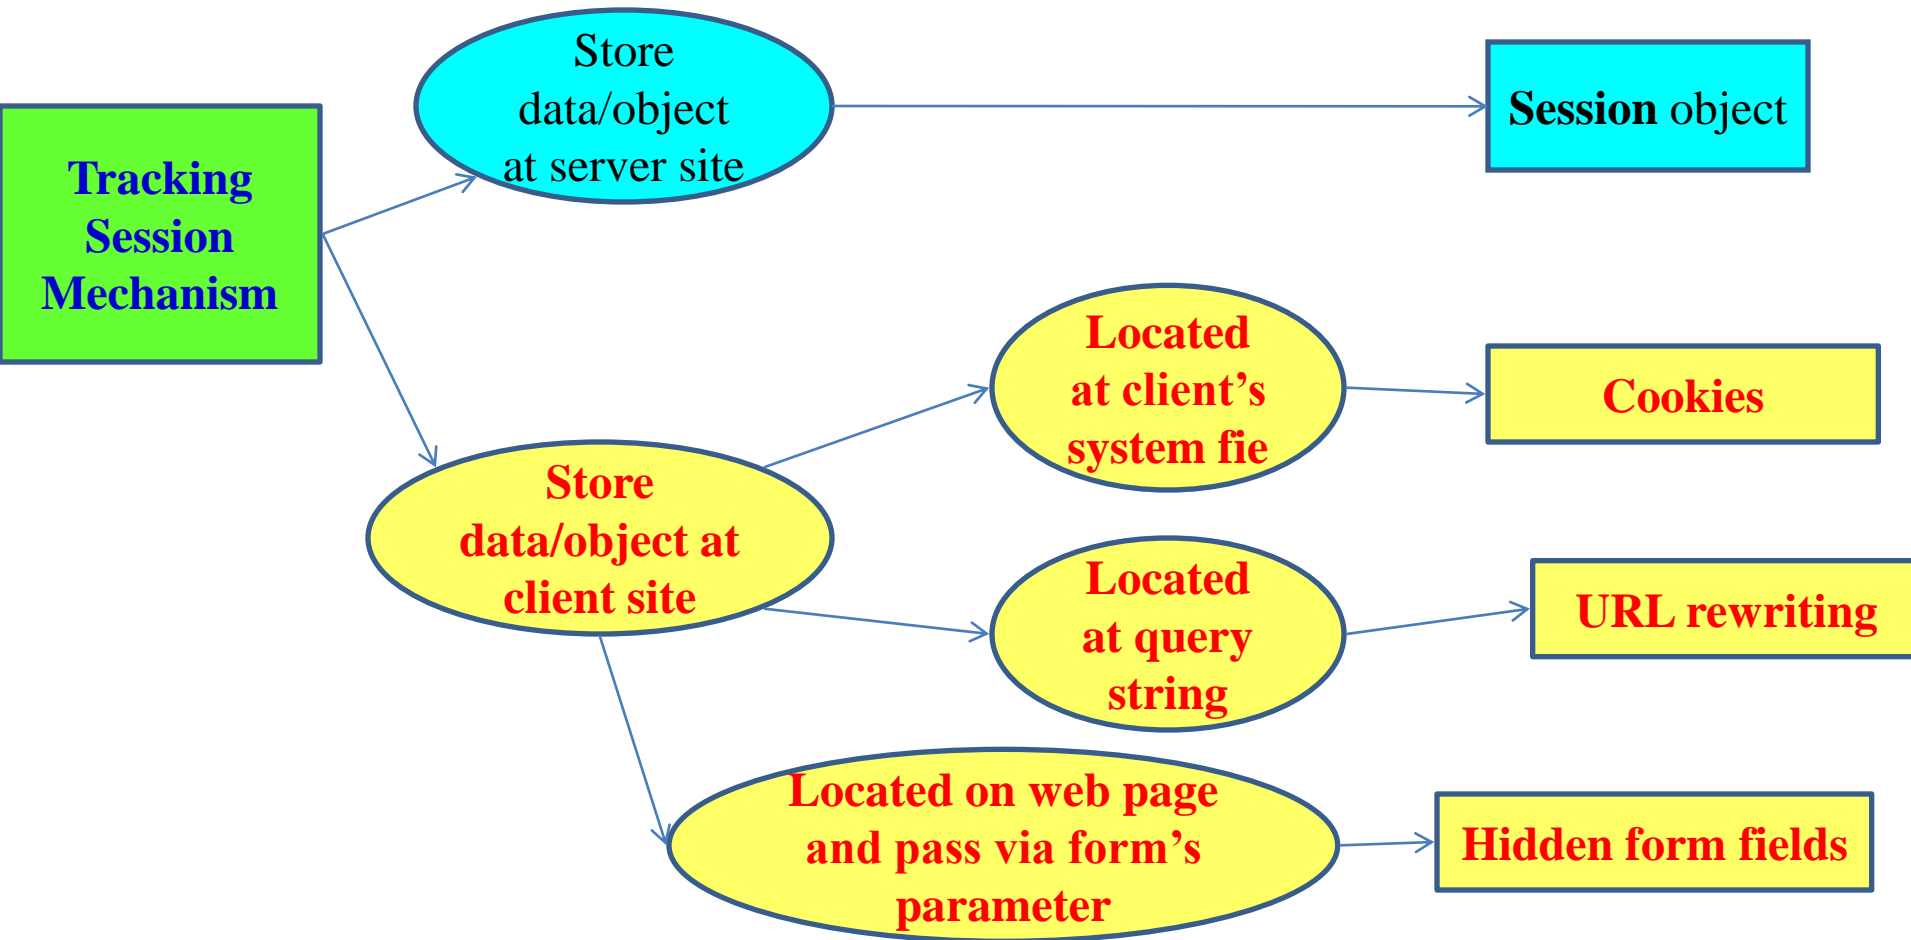 Tracking
Session
Mechanism
Store
data/object
at server site
Session object
Store
data/object at
client site
Located
at client’s
system fie
Cookies
Located
at query
string
URL rewriting
Located on web page
and pass via form’s
parameter
Hidden form fields